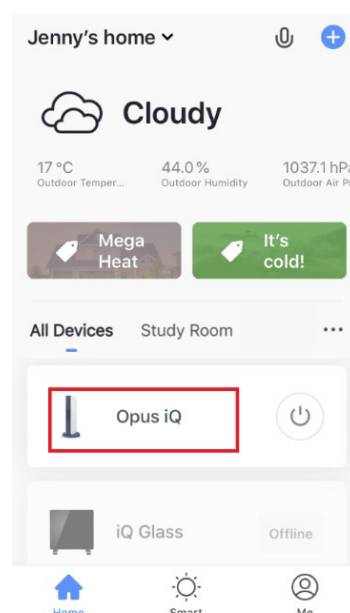 Jenny's home
Cloudy
17 °C
44.0 %
1037.1 hPa
Outdoor Temper...
Outdoor Humidity
Outdoor Air P
Mega
Heat
It's
cold!
All Devices
Study Room
...
Opus iQ
iQ Glass
Offline
Home
Smart
Me